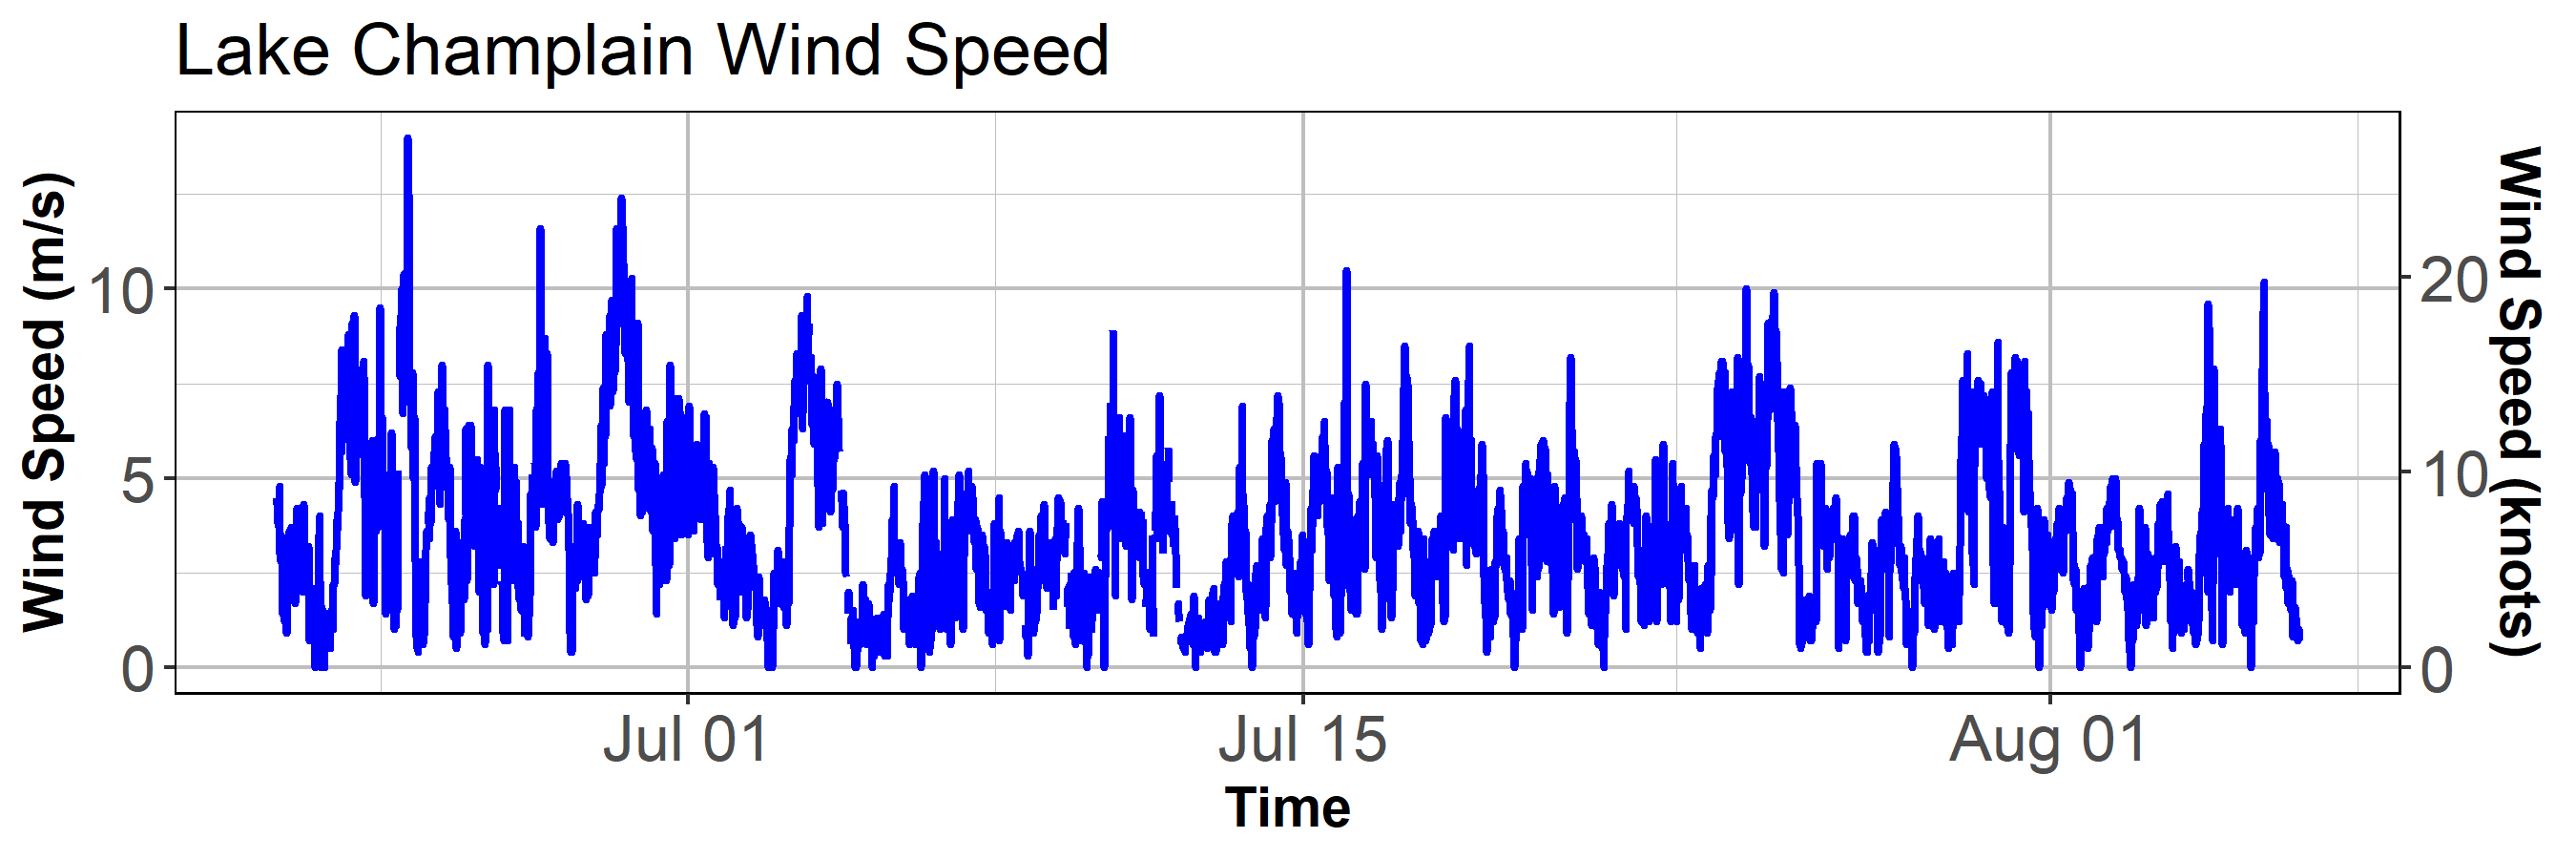 Lake Champlain Wind Speed
Wind Speed (m/s)
10
5
0
20
10
0
Wind Speed (knots)
Jul 01
Jul 15
Aug 01
Time